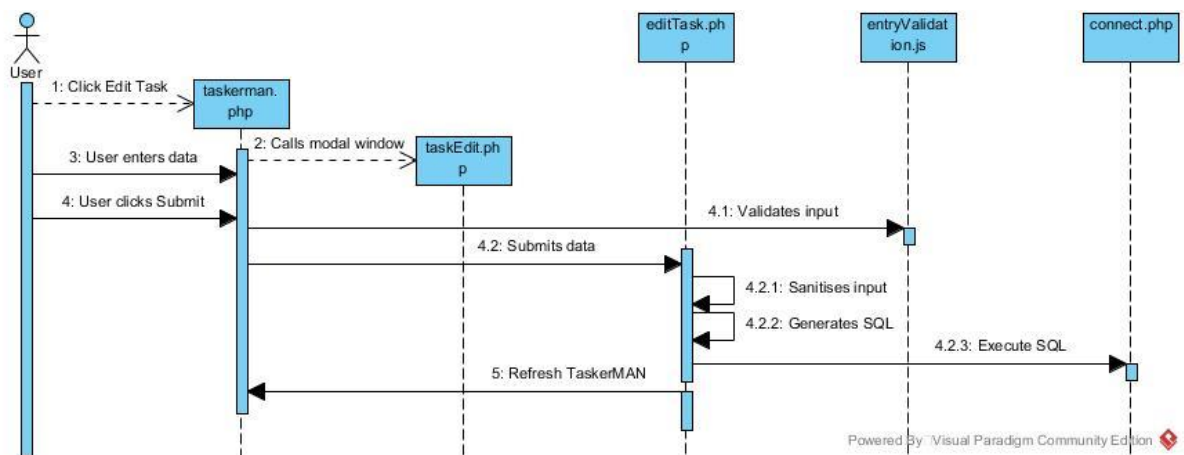 editTask.ph
p
entryValidat
ion.js
connect.php
User
1: Click Edit Task
taskerman.
php
2: Calls modal window
taskEdit.ph
p
3: User enters data
4: User clicks Submit
4.1: Validates input
4.2: Submits data
4.2.1: Sanitises input
4.2.2: Generates SQL
4.2.3: Execute SQL
5: Refresh TaskerMAN
Powered By Visual Paradigm Community Edition